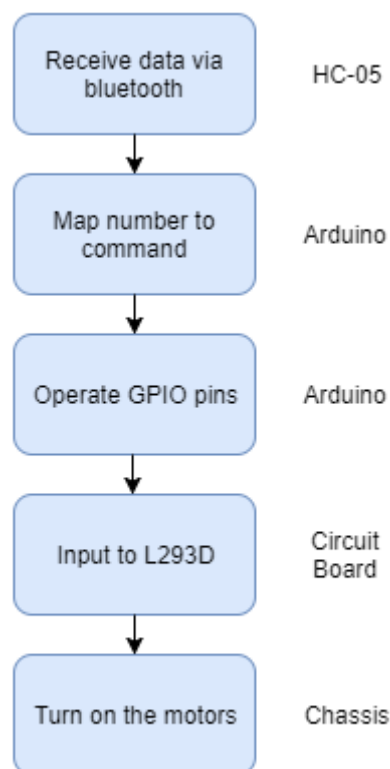 Receive data via
bluetooth
HC-05
Map number to
command
Arduino
Operate GPIO pins
Arduino
Input to L293D
Circuit
Board
Turn on the motors
Chassis